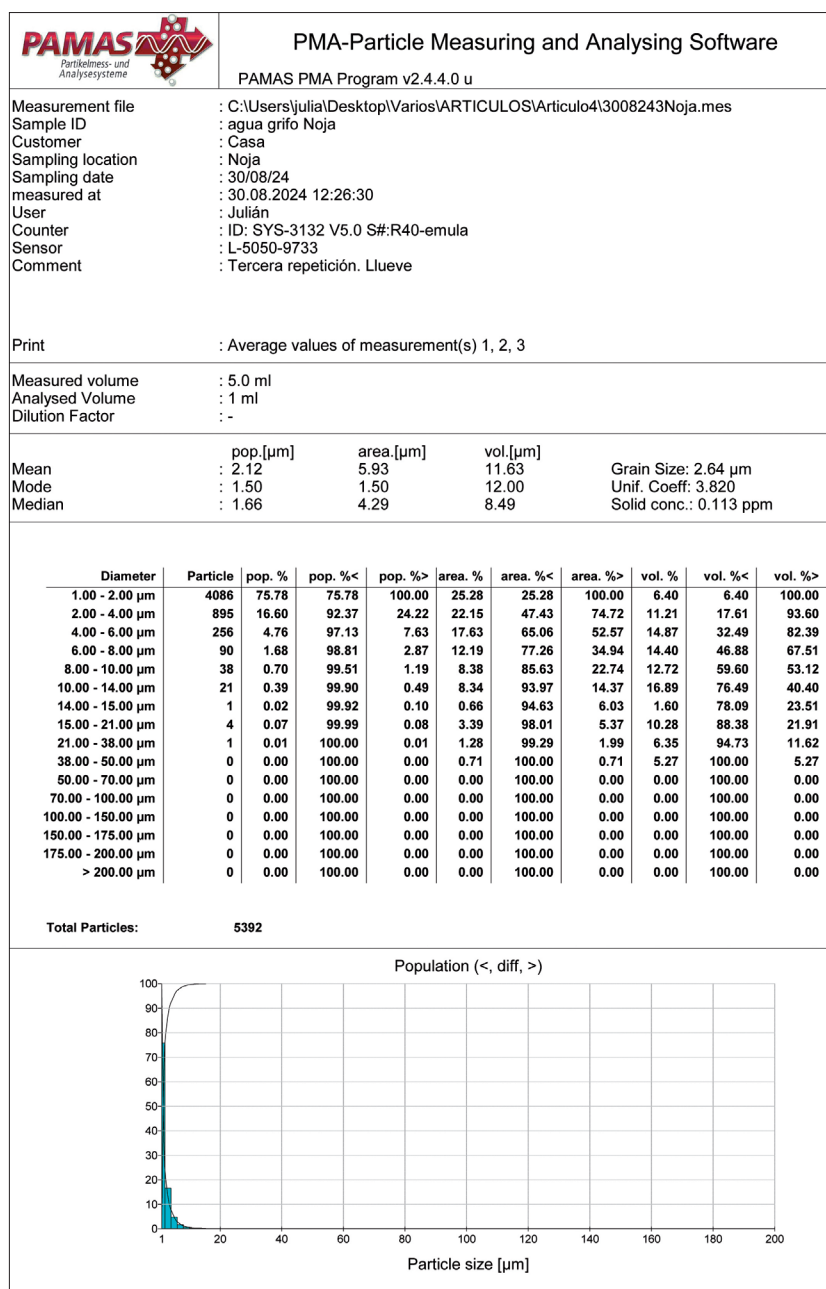 PAMAS
Partikelmess- und
Analysesysteme
PMA-Particle Measuring and Analysing Software
PAMAS PMA Program v2.4.4.0 u
Measurement file : C:\Users\julia\Desktop\Varios\ARTICULOS\Articulo4\3008243Noja.mes
Sample ID : agua grifo Noja
Customer : Casa
Sampling location : Noja
Sampling date : 30/08/24
measured at : 30.08.2024 12:26:30
User : Julián
Counter : ID: SYS-3132 V5.0 S#:R40-emula
Sensor : L-5050-9733
Comment : Tercera repetición. Llueve
Print : Average values of measurement(s) 1, 2, 3
Measured volume : 5.0 ml
Analysed Volume : 1 ml
Dilution Factor : -
pop.[µm] area.[µm] vol.[µm]
Mean : 2.12 5.93 11.63 Grain Size: 2.64 µm
Mode : 1.50 1.50 12.00 Unif. Coeff: 3.820
Median : 1.66 4.29 8.49 Solid conc.: 0.113 ppm
Diameter Particle pop. % pop. %< pop. %> area. % area. %< area. %> vol. % vol. %< vol. %>
1.00 - 2.00 µm 4086 75.78 75.78 100.00 25.28 25.28 100.00 6.40 6.40 100.00
2.00 - 4.00 µm 895 16.60 92.37 24.22 22.15 47.43 74.72 11.21 17.61 93.60
4.00 - 6.00 µm 256 4.76 97.13 7.63 17.63 65.06 52.57 14.87 32.49 82.39
6.00 - 8.00 µm 90 1.68 98.81 2.87 12.19 77.26 34.94 14.40 46.88 67.51
8.00 - 10.00 µm 38 0.70 99.51 1.19 8.38 85.63 22.74 12.72 59.60 53.12
10.00 - 14.00 µm 21 0.39 99.90 0.49 8.34 93.97 14.37 16.89 76.49 40.40
14.00 - 15.00 µm 1 0.02 99.92 0.10 0.66 94.63 6.03 1.60 78.09 23.51
15.00 - 21.00 µm 4 0.07 99.99 0.08 3.39 98.01 5.37 10.28 88.38 21.91
21.00 - 38.00 µm 1 0.01 100.00 0.01 1.28 99.29 1.99 6.35 94.73 11.62
38.00 - 50.00 µm 0 0.00 100.00 0.00 0.71 100.00 0.71 5.27 100.00 5.27
50.00 - 70.00 µm 0 0.00 100.00 0.00 0.00 100.00 0.00 0.00 100.00 0.00
70.00 - 100.00 µm 0 0.00 100.00 0.00 0.00 100.00 0.00 0.00 100.00 0.00
100.00 - 150.00 µm 0 0.00 100.00 0.00 0.00 100.00 0.00 0.00 100.00 0.00
150.00 - 175.00 µm 0 0.00 100.00 0.00 0.00 100.00 0.00 0.00 100.00 0.00
175.00 - 200.00 µm 0 0.00 100.00 0.00 0.00 100.00 0.00 0.00 100.00 0.00
> 200.00 µm 0 0.00 100.00 0.00 0.00 100.00 0.00 0.00 100.00 0.00
Total Particles: 5392
Population (<, diff, >)
100
90
80
70
60
50
40
30
20
10
0
1 20 40 60 80 100 120 140 160 180 200
Particle size [µm]